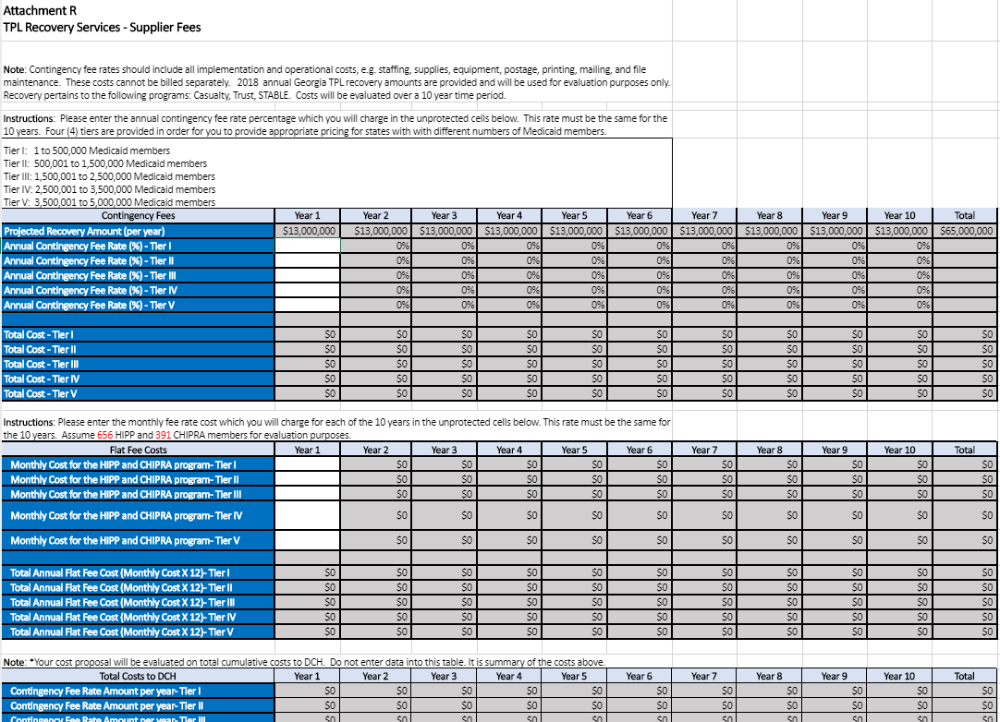 Attachment R
TPL Recovery Services - Supplier Fees
Note: Contingency fee rates should include all implementation and operational costs, e.g. staffing, supplies, equipment, postage, printing, mailing, and file
maintenance. These costs cannot be billed separately. 2018 annual Georgia TPL recovery amounts are provided and will be used for evaluation purposes only.
Recovery pertains to the following programs: Casualty, Trust, STABLE. Costs will be evaluated over a 10 year time period.
Instructions: Please enter the annual contingency fee rate percentage which you will charge in the unprotected cells below. This rate must be the same for the
10 years. Four (4) tiers are provided in order for you to provide appropriate pricing for states with with different numbers of Medicaid members.
Tier I: 1 to 500,000 Medicaid members
Tier II: 500,001 to 1,500,000 Medicaid members
Tier III: 1,500,001 to 2,500,000 Medicaid members
Tier IV: 2,500,001 to 3,500,000 Medicaid members
Tier V: 3,500,001 to 5,000,000 Medicaid members
Contingency Fees Year 1 Year 2 Year 3 Year 4 Year 5 Year 6 Year 7 Year 8 Year 9 Year 10 Total
Projected Recovery Amount (per year) $13,000,000 $13,000,000 $13,000,000 $13,000,000 $13,000,000 $13,000,000 $13,000,000 $13,000,000 $13,000,000 $13,000,000 $65,000,000
Annual Contingency Fee Rate (%) - Tier I 0% 0% 0% 0% 0% 0% 0% 0% 0%
Annual Contingency Fee Rate (%) - Tier II 0% 0% 0% 0% 0% 0% 0% 0% 0%
Annual Contingency Fee Rate (%) - Tier III 0% 0% 0% 0% 0% 0% 0% 0% 0%
Annual Contingency Fee Rate (%) - Tier IV 0% 0% 0% 0% 0% 0% 0% 0% 0%
Annual Contingency Fee Rate (%) - Tier V 0% 0% 0% 0% 0% 0% 0% 0% 0%
Total Cost - Tier I $0 $0 $0 $0 $0 $0 $0 $0 $0 $0 $0
Total Cost - Tier II $0 $0 $0 $0 $0 $0 $0 $0 $0 $0 $0
Total Cost - Tier III $0 $0 $0 $0 $0 $0 $0 $0 $0 $0 $0
Total Cost - Tier IV $0 $0 $0 $0 $0 $0 $0 $0 $0 $0 $0
Total Cost - Tier V $0 $0 $0 $0 $0 $0 $0 $0 $0 $0 $0
Instructions: Please enter the monthly fee rate cost which you will charge for each of the 10 years in the unprotected cells below. This rate must be the same for
the 10 years. Assume 656 HIPP and 391 CHIPRA members for evaluation purposes.
Flat Fee Costs Year 1 Year 2 Year 3 Year 4 Year 5 Year 6 Year 7 Year 8 Year 9 Year 10 Total
Monthly Cost for the HIPP and CHIPRA program- Tier I $0 $0 $0 $0 $0 $0 $0 $0 $0 $0
Monthly Cost for the HIPP and CHIPRA program- Tier II $0 $0 $0 $0 $0 $0 $0 $0 $0 $0
Monthly Cost for the HIPP and CHIPRA program- Tier III $0 $0 $0 $0 $0 $0 $0 $0 $0 $0
Monthly Cost for the HIPP and CHIPRA program- Tier IV $0 $0 $0 $0 $0 $0 $0 $0 $0 $0
Monthly Cost for the HIPP and CHIPRA program- Tier V $0 $0 $0 $0 $0 $0 $0 $0 $0 $0
Total Annual Flat Fee Cost (Monthly Cost X 12)- Tier I $0 $0 $0 $0 $0 $0 $0 $0 $0 $0 $0
Total Annual Flat Fee Cost (Monthly Cost X 12)- Tier II $0 $0 $0 $0 $0 $0 $0 $0 $0 $0 $0
Total Annual Flat Fee Cost (Monthly Cost X 12)- Tier III $0 $0 $0 $0 $0 $0 $0 $0 $0 $0 $0
Total Annual Flat Fee Cost (Monthly Cost X 12)- Tier IV $0 $0 $0 $0 $0 $0 $0 $0 $0 $0 $0
Total Annual Flat Fee Cost (Monthly Cost X 12)- Tier V $0 $0 $0 $0 $0 $0 $0 $0 $0 $0 $0
Note: *Your cost proposal will be evaluated on total cumulative costs to DCH. Do not enter data into this table. It is summary of the costs above.
Total Costs to DCH Year 1 Year 2 Year 3 Year 4 Year 5 Year 6 Year 7 Year 8 Year 9 Year 10 Total
Contingency Fee Rate Amount per year- Tier I $0 $0 $0 $0 $0 $0 $0 $0 $0 $0 $0
Contingency Fee Rate Amount per year- Tier II $0 $0 $0 $0 $0 $0 $0 $0 $0 $0 $0
Contingency Fee Rate Amount per year- Tier III $0 $0 $0 $0 $0 $0 $0 $0 $0 $0 $0